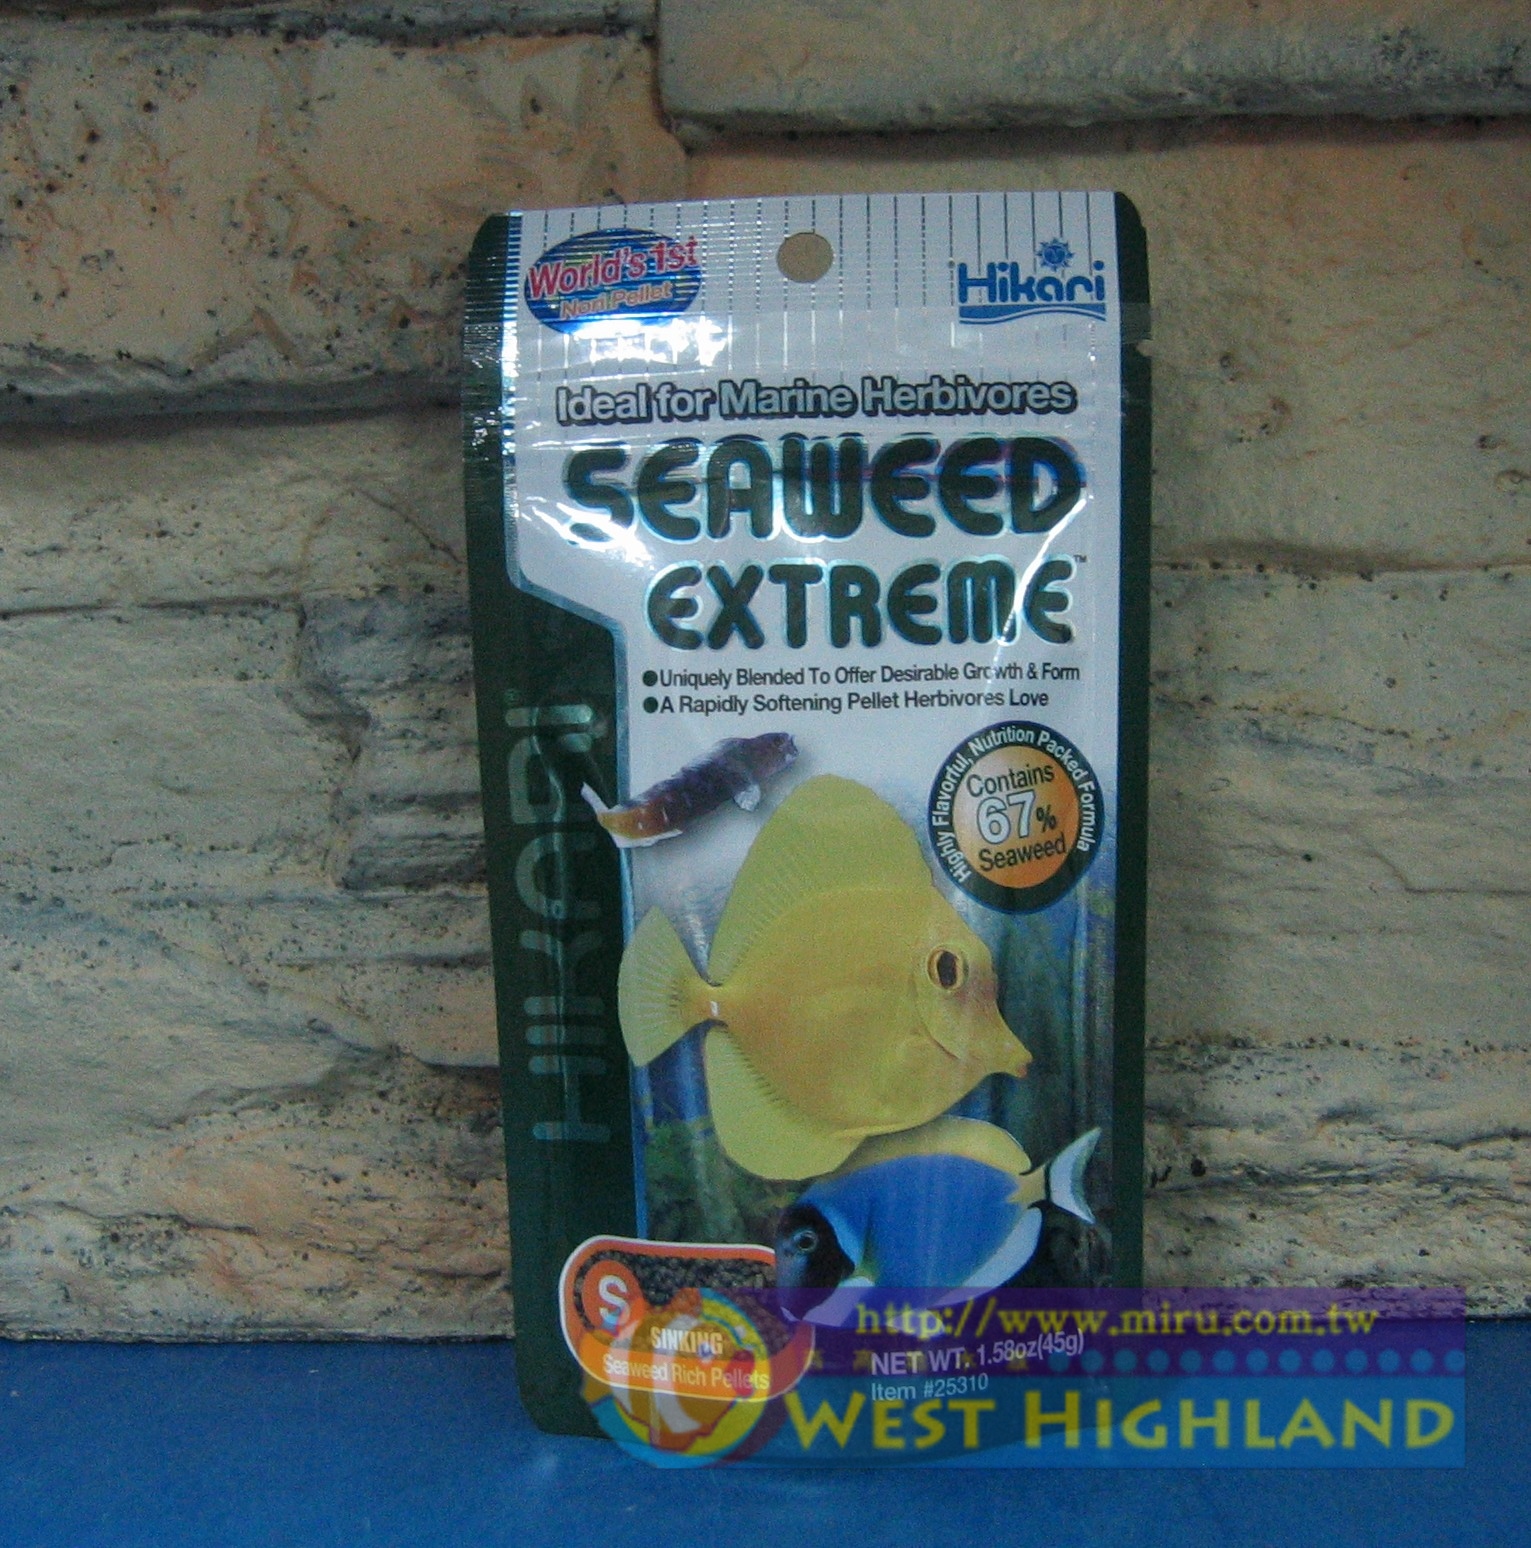 World's 1st
Nori Pellet
Hikari
Ideal for Marine Herbivores
SEAWEED
EXTREME™
●Uniquely Blended To Offer Desirable Growth & Form
●A Rapidly Softening Pellet Herbivores Love
HIKARI®
Highly Flavorful, Nutrition Packed Formula
Contains
67%
Seaweed
S
SINKING
Seaweed Rich Pellets
http://www.miru.com.tw
NET WT. 1.58oz(45g)
Item #25310
WEST HIGHLAND